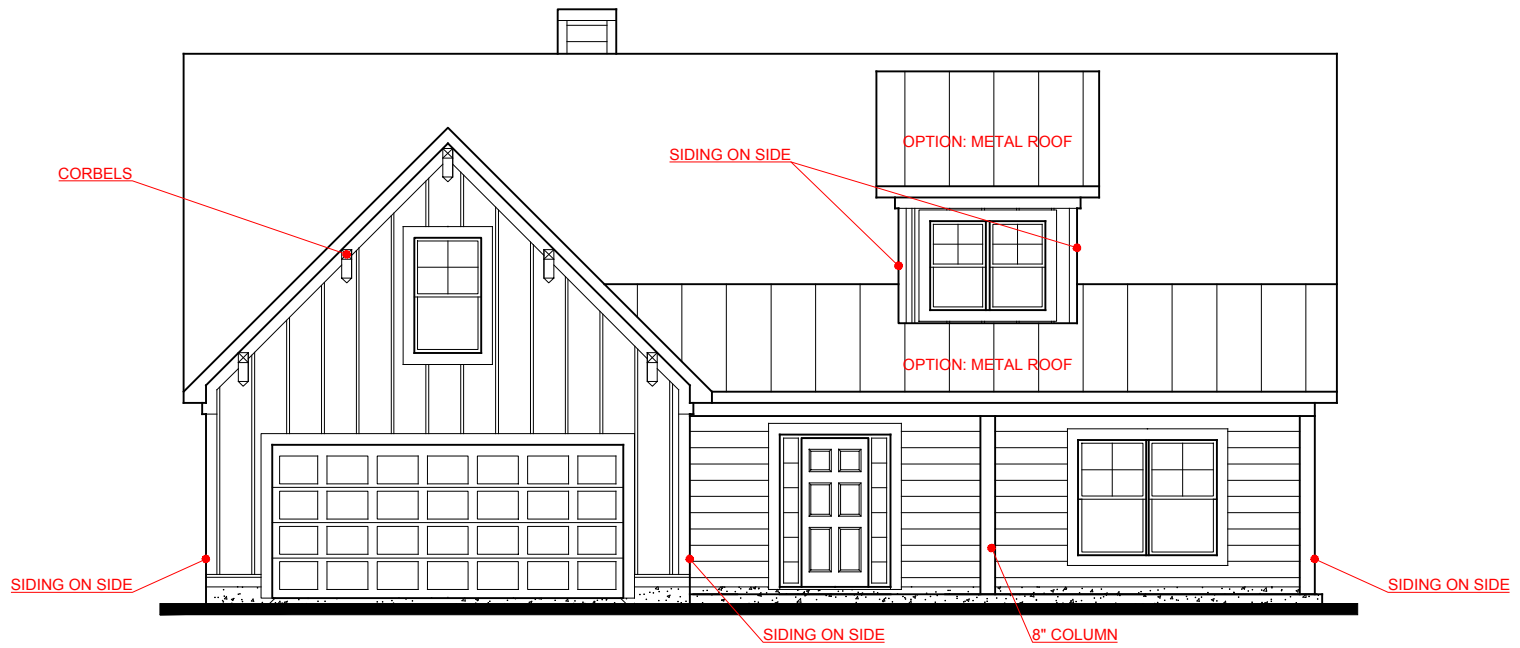 OPTION: METAL ROOF
SIDING ON SIDE
CORBELS
OPTION: METAL ROOF
SIDING ON SIDE
SIDING ON SIDE
SIDING ON SIDE
8" COLUMN